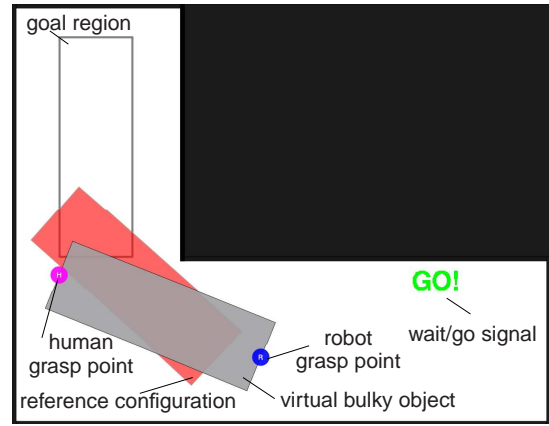 goal region
H
GO!
R
wait/go signal
human
grasp point
robot
grasp point
reference configuration
virtual bulky object